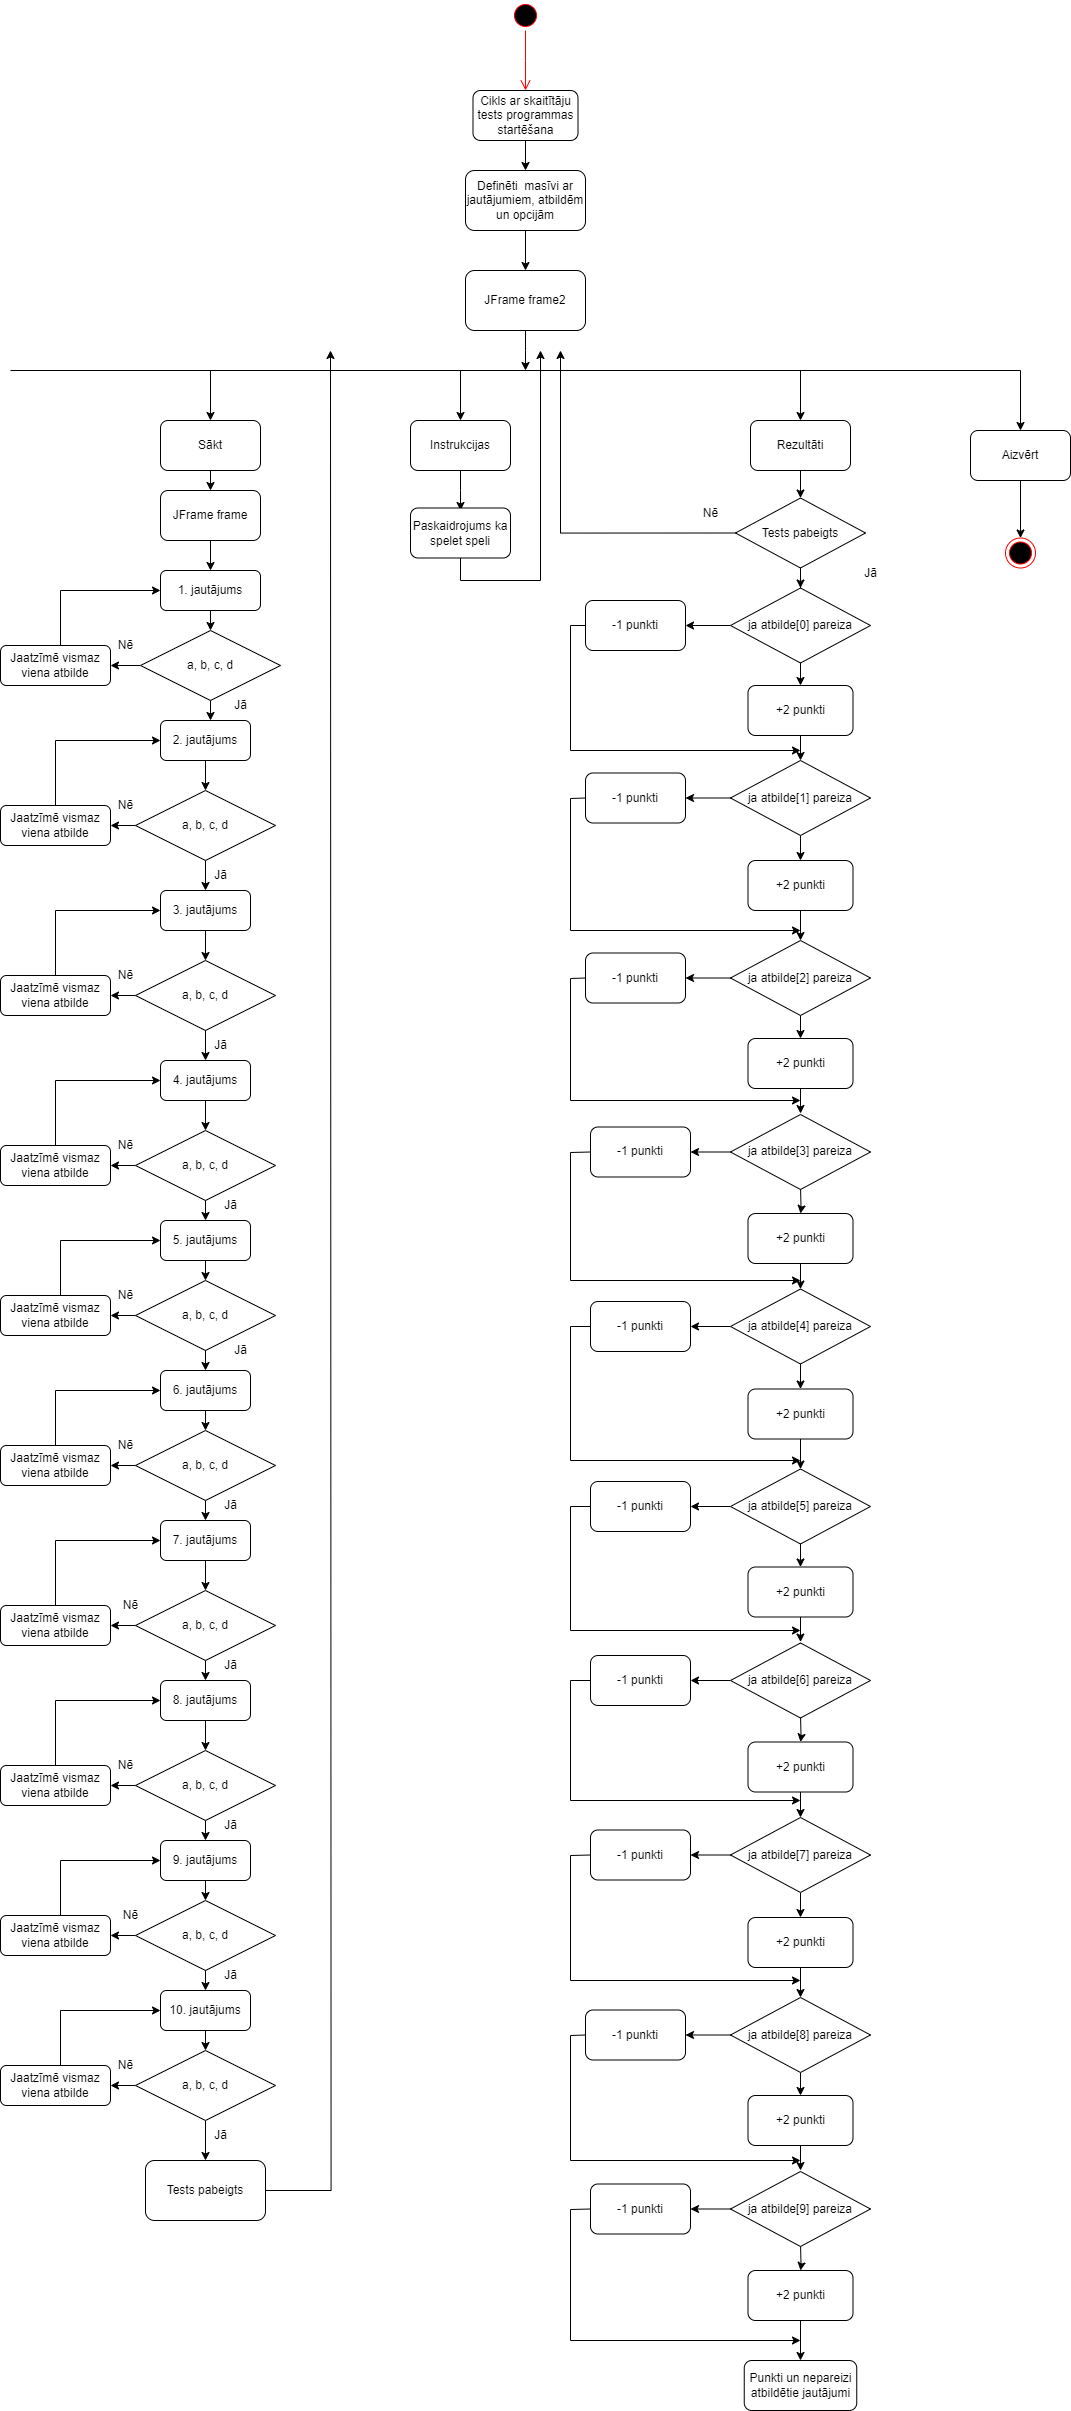 Cikls ar skaitītāju
tests programmas
startēšana
Definēti  masīvi ar
jautājumiem, atbildēm
un opcijām
JFrame frame2
Sākt
JFrame frame
1. jautājums
Nē
Jaatzīmē vismaz
viena atbilde
a, b, c, d
Jā
2. jautājums
Nē
Jaatzīmē vismaz
viena atbilde
a, b, c, d
Jā
3. jautājums
Nē
Jaatzīmē vismaz
viena atbilde
a, b, c, d
Jā
4. jautājums
Nē
Jaatzīmē vismaz
viena atbilde
a, b, c, d
Jā
5. jautājums
Nē
Jaatzīmē vismaz
viena atbilde
a, b, c, d
Jā
6. jautājums
Nē
Jaatzīmē vismaz
viena atbilde
a, b, c, d
Jā
7. jautājums
Nē
Jaatzīmē vismaz
viena atbilde
a, b, c, d
Jā
8. jautājums
Nē
Jaatzīmē vismaz
viena atbilde
a, b, c, d
Jā
9. jautājums
Nē
Jaatzīmē vismaz
viena atbilde
a, b, c, d
Jā
10. jautājums
Nē
Jaatzīmē vismaz
viena atbilde
a, b, c, d
Jā
Tests pabeigts
Instrukcijas
Paskaidrojums ka
spelet speli
Rezultāti
Nē
Tests pabeigts
Jā
-1 punkti
ja atbilde[0] pareiza
+2 punkti
-1 punkti
ja atbilde[1] pareiza
+2 punkti
-1 punkti
ja atbilde[2] pareiza
+2 punkti
-1 punkti
ja atbilde[3] pareiza
+2 punkti
-1 punkti
ja atbilde[4] pareiza
+2 punkti
-1 punkti
ja atbilde[5] pareiza
+2 punkti
-1 punkti
ja atbilde[6] pareiza
+2 punkti
-1 punkti
ja atbilde[7] pareiza
+2 punkti
-1 punkti
ja atbilde[8] pareiza
+2 punkti
-1 punkti
ja atbilde[9] pareiza
+2 punkti
Punkti un nepareizi
atbildētie jautājumi
Aizvērt